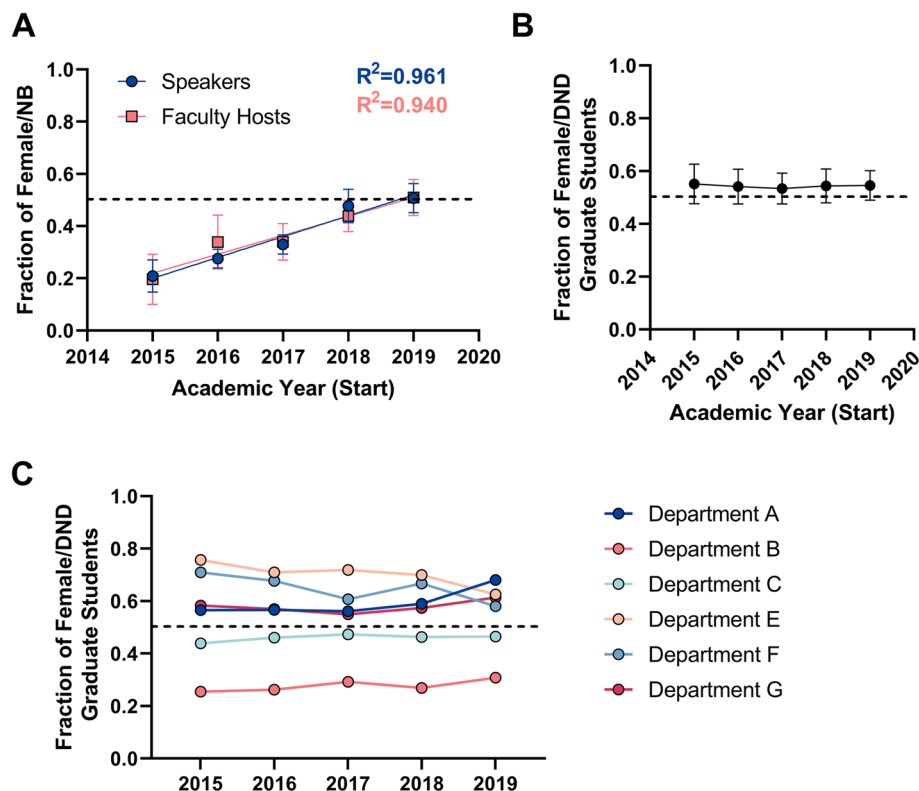 A
1.0
0.8
0.6
0.4
0.2
0.0
Fraction of Female/NB
Speakers
Faculty Hosts
R²=0.961
R²=0.940
2014 2015 2016 2017 2018 2019 2020
Academic Year (Start)
B
1.0
0.8
0.6
0.4
0.2
0.0
Fraction of Female/DND
Graduate Students
2014 2015 2016 2017 2018 2019 2020
Academic Year (Start)
C
1.0
0.8
0.6
0.4
0.2
0.0
Fraction of Female/DND
Graduate Students
2015 2016 2017 2018 2019
Department A
Department B
Department C
Department E
Department F
Department G